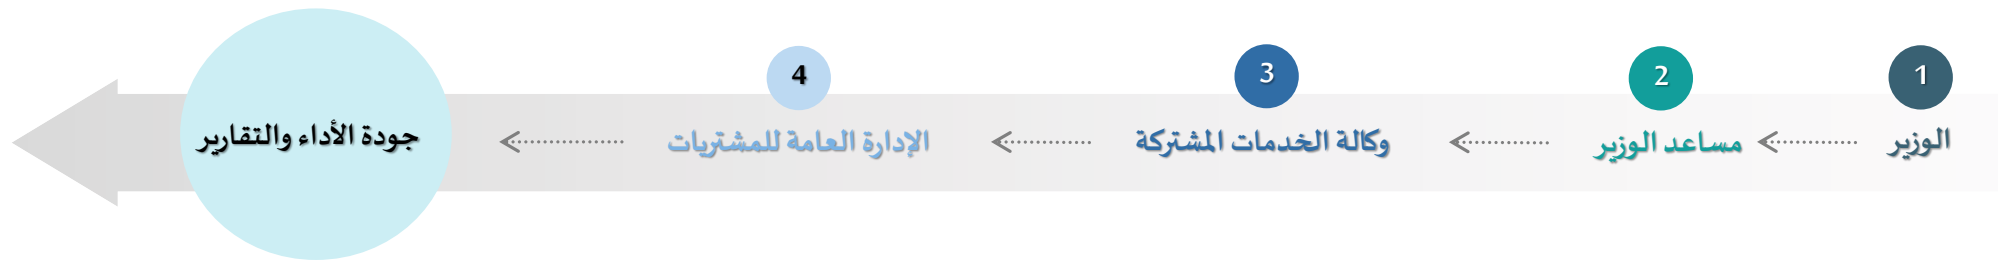 1
الوزير
2
مساعد الوزير
3
وكالة الخدمات المشتركة
4
الإدارة العامة للمشتريات
جودة الأداء والتقارير